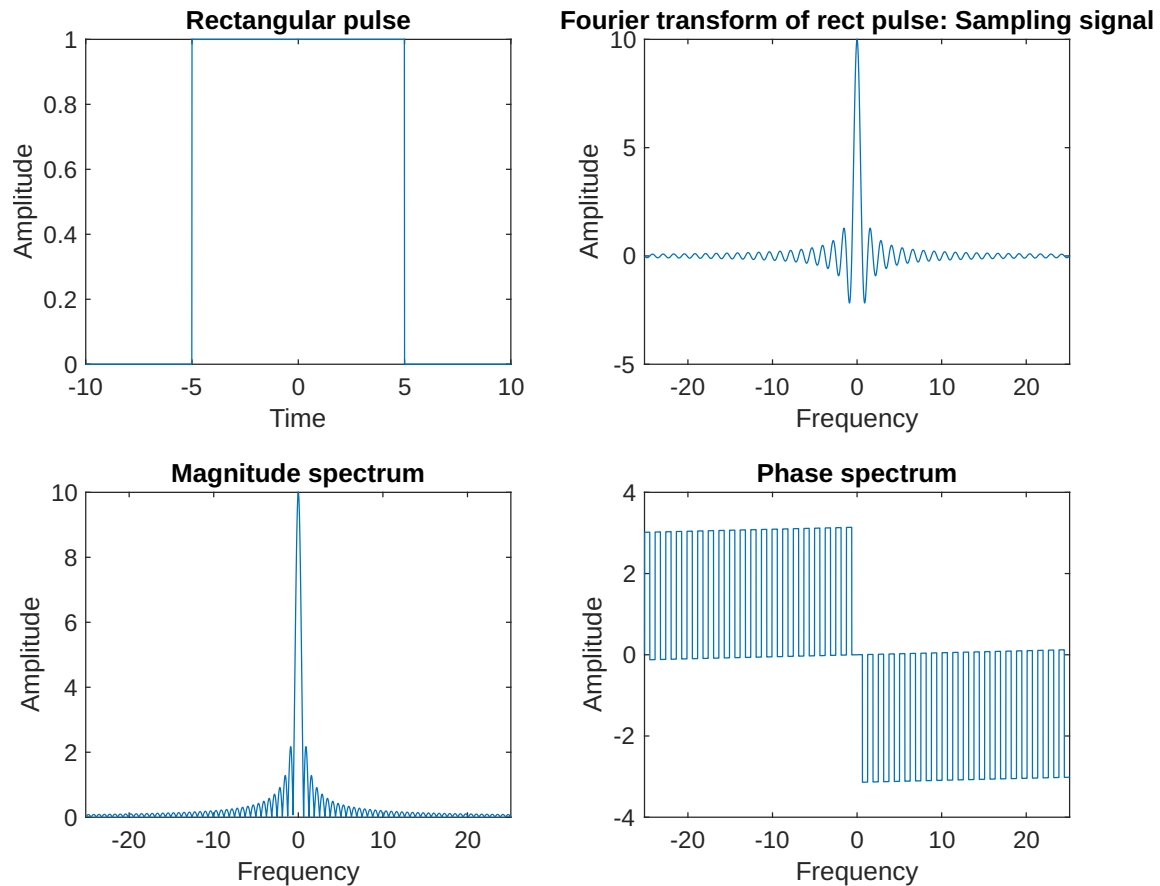 Rectangular pulse
1
0.8
0.6
0.4
0.2
0
Amplitude
-10 -5 0 5 10
Time
Fourier transform of rect pulse: Sampling signal
10
5
0
-5
Amplitude
-20 -10 0 10 20
Frequency
Magnitude spectrum
10
8
6
4
2
0
Amplitude
-20 -10 0 10 20
Frequency
Phase spectrum
4
2
0
-2
-4
Amplitude
-20 -10 0 10 20
Frequency